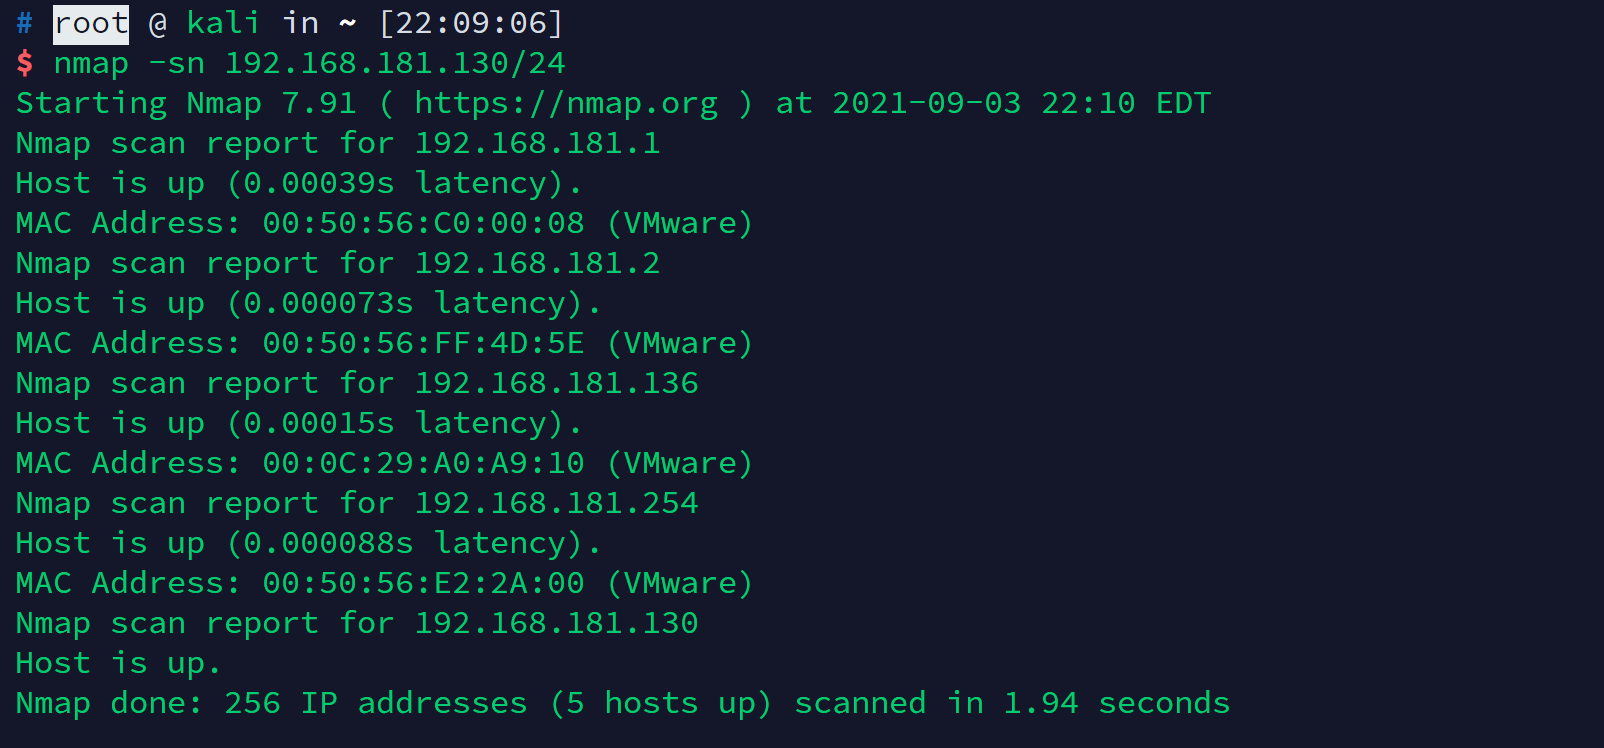 # root @ kali in ~ [22:09:06]
$ nmap -sn 192.168.181.130/24
Starting Nmap 7.91 ( https://nmap.org ) at 2021-09-03 22:10 EDT
Nmap scan report for 192.168.181.1
Host is up (0.00039s latency).
MAC Address: 00:50:56:C0:00:08 (VMware)
Nmap scan report for 192.168.181.2
Host is up (0.000073s latency).
MAC Address: 00:50:56:FF:4D:5E (VMware)
Nmap scan report for 192.168.181.136
Host is up (0.00015s latency).
MAC Address: 00:0C:29:A0:A9:10 (VMware)
Nmap scan report for 192.168.181.254
Host is up (0.000088s latency).
MAC Address: 00:50:56:E2:2A:00 (VMware)
Nmap scan report for 192.168.181.130
Host is up.
Nmap done: 256 IP addresses (5 hosts up) scanned in 1.94 seconds